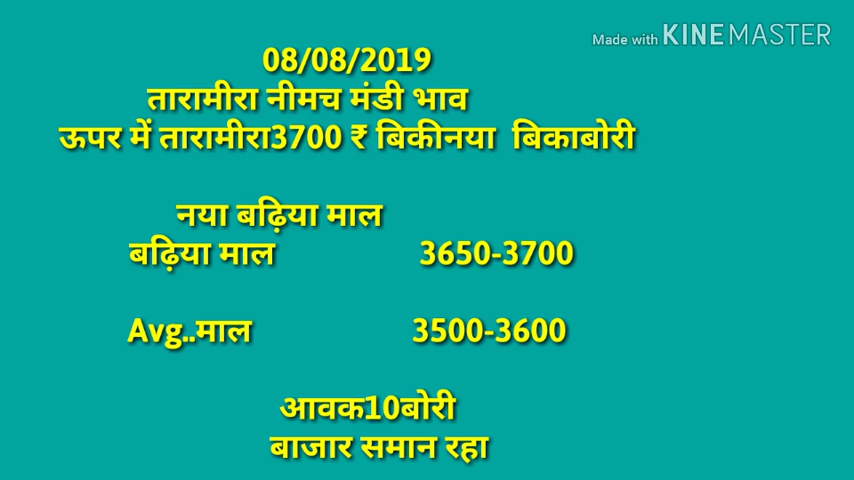 Made with KINEMASTER
08/08/2019
तारामीरा नीमच मंडी भाव
ऊपर में तारामीरा3700 ₹ बिकीनया बिकाबोरी
नया बढ़िया माल
बढ़िया माल 3650-3700
Avg..माल 3500-3600
आवक10बोरी
बाजार समान रहा